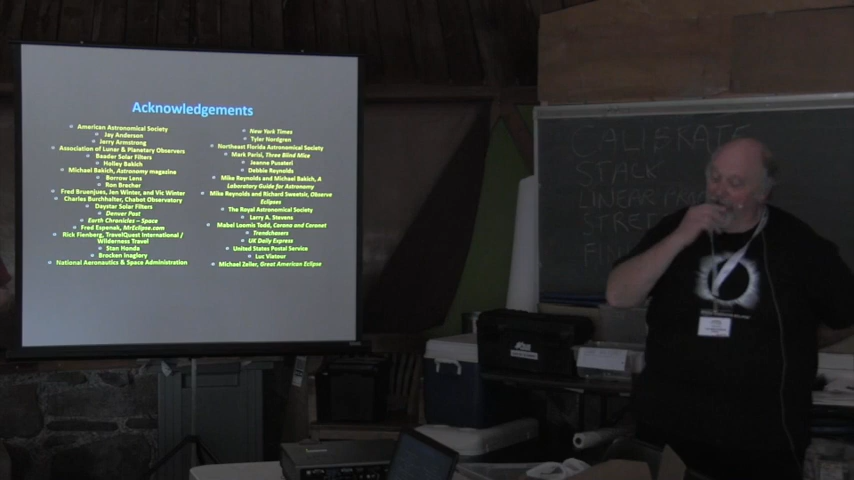 Acknowledgements
American Astronomical Society
Jay Anderson
Jerry Armstrong
Association of Lunar & Planetary Observers
Baader Solar Filters
Holley Bakich
Michael Bakich, Astronomy magazine
Borrow Lens
Ron Bracher
Fred Bruenjues, Jen Winter, and Vic Winter
Charles Burchhalter, Chabot Observatory
Daystar Solar Filters
Denver Post
Earth Chronicles – Space
Fred Espenak, MrEclipse.com
Rick Fienberg, TravelQuest International /
Wilderness Travel
Stan Honda
Brocken Inaglory
National Aeronautics & Space Administration
New York Times
Tyler Nordgren
Northeast Florida Astronomical Society
Mark Parisi, Three Blind Mice
Jeanne Pusateri
Debbie Reynolds
Mike Reynolds and Michael Bakich, A
Laboratory Guide for Astronomy
Mike Reynolds and Richard Sweetsir, Observe
Eclipses
The Royal Astronomical Society
Larry A. Stevens
Mabel Loomis Todd, Corona and Coronet
Trendchasers
UK Daily Express
United States Postal Service
Luc Viatour
Michael Zeiler, Great American Eclipse
CALIBRATE
STACK
LINEAR